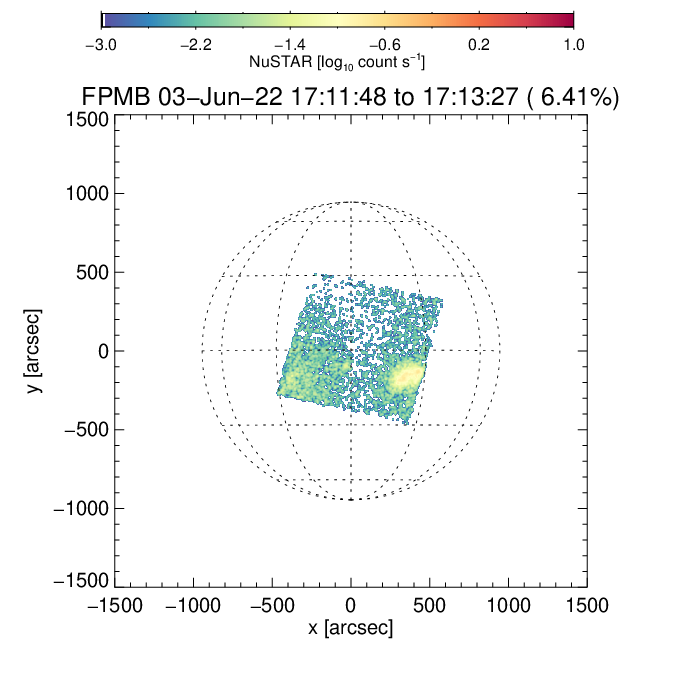 −3.0 −2.2 −1.4 −0.6 0.2 1.0
NuSTAR [log₁₀ count s⁻¹]
FPMB 03−Jun−22 17:11:48 to 17:13:27 ( 6.41%)
1500
1000
500
0
−500
−1000
−1500
y [arcsec]
−1500 −1000 −500 0 500 1000 1500
x [arcsec]